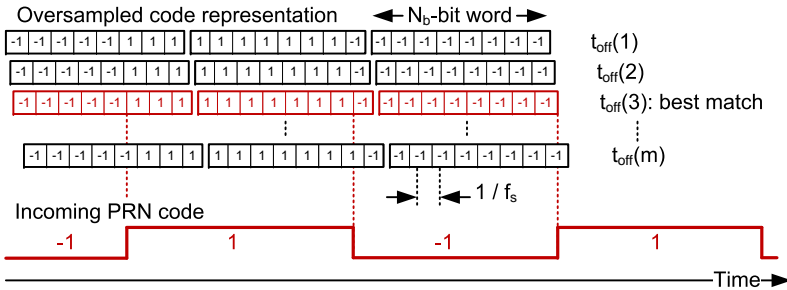 Oversampled code representation N_b-bit word
-1 -1 -1 -1 -1 1 1 1 1 1 1 1 1 1 1 -1 -1 -1 -1 -1 -1 -1 -1 -1 t_off(1)
-1 -1 -1 -1 -1 1 1 1 1 1 1 1 1 1 1 -1 -1 -1 -1 -1 -1 -1 -1 -1 t_off(2)
-1 -1 -1 -1 -1 1 1 1 1 1 1 1 1 1 1 -1 -1 -1 -1 -1 -1 -1 -1 -1 t_off(3): best match
-1 -1 -1 -1 -1 1 1 1 1 1 1 1 1 1 1 -1 -1 -1 -1 -1 -1 -1 -1 -1 t_off(m)
1 / f_s
Incoming PRN code
-1 1 -1 1
Time